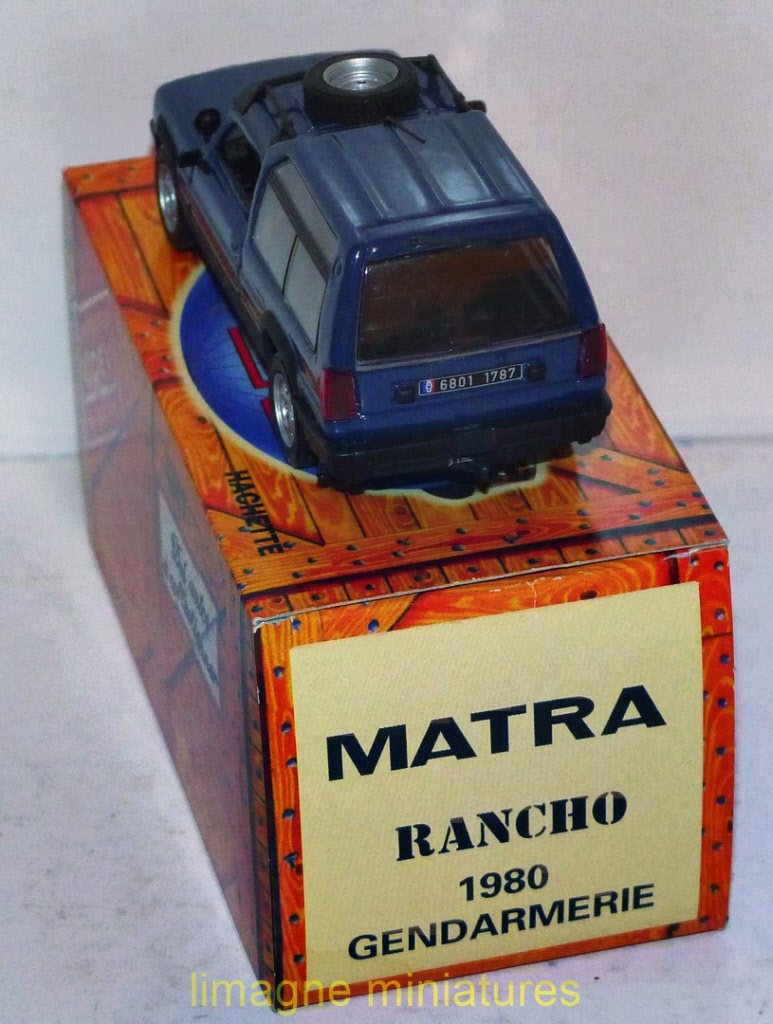 6801 1787
HACHETTE
MATRA
RANCHO
1980
GENDARMERIE
limagne miniatures